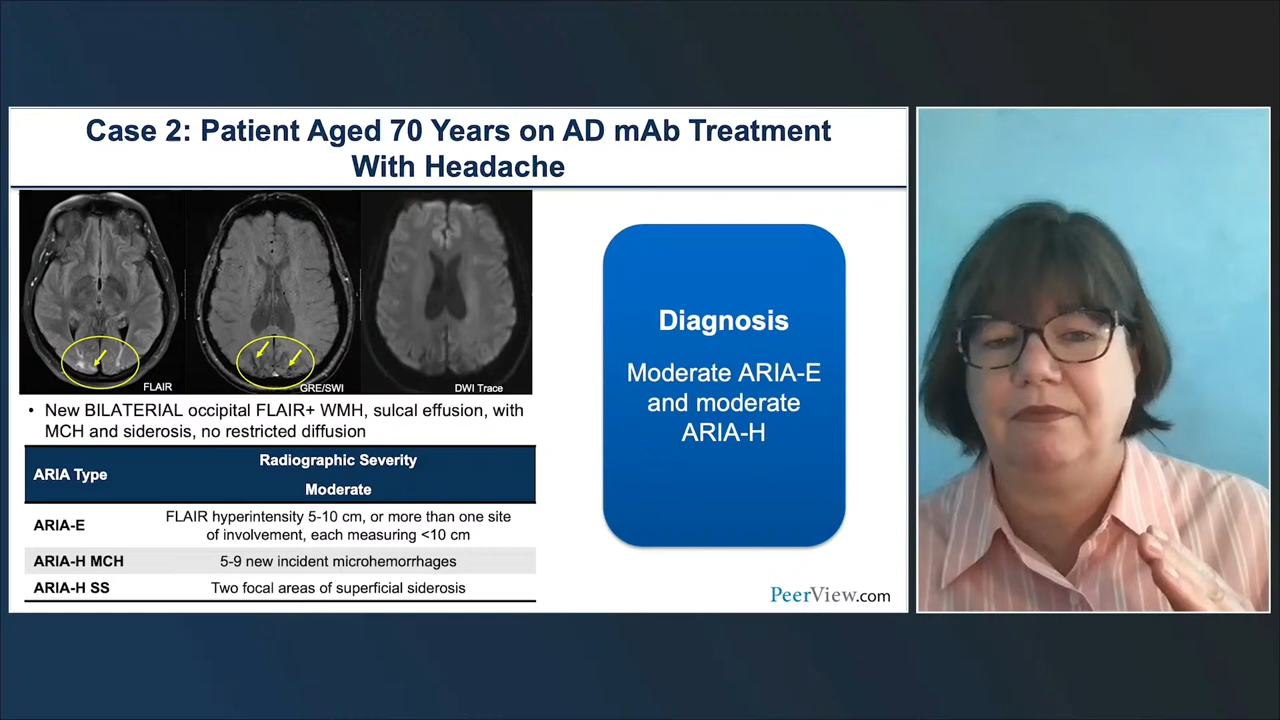 Case 2: Patient Aged 70 Years on AD mAb Treatment
With Headache
FLAIR
GRE/SWI
DWI Trace
• New BILATERIAL occipital FLAIR+ WMH, sulcal effusion, with
MCH and siderosis, no restricted diffusion
ARIA Type
Radiographic Severity
Moderate
ARIA-E
FLAIR hyperintensity 5-10 cm, or more than one site
of involvement, each measuring <10 cm
ARIA-H MCH
5-9 new incident microhemorrhages
ARIA-H SS
Two focal areas of superficial siderosis
Diagnosis
Moderate ARIA-E
and moderate
ARIA-H
PeerView.com